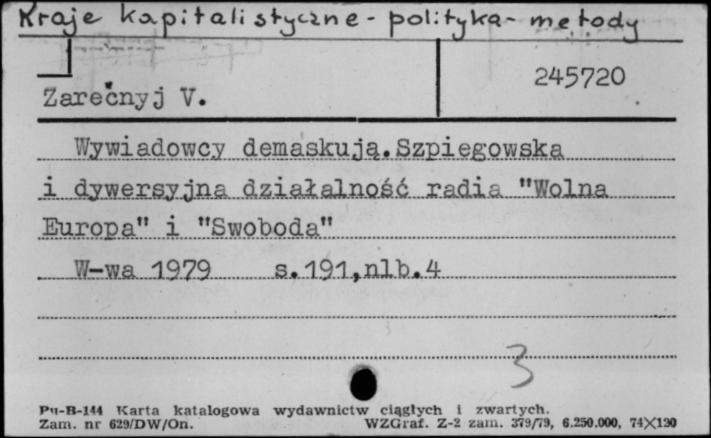 Kraje kapitalistyczne - polityka - metody
245720
Zarečnyj V.
Wywiadowcy demaskują.Szpiegowska
i dywersyjna działalność radia "Wolna
Europa" i "Swoboda"
W-wa 1979 s.191,nlb.4
3
Pu-B-144 Karta katalogowa wydawnictw ciągłych i zwartych.
Zam. nr 629/DW/On. WZGraf. Z-2 zam. 379/79, 6.250.000, 74X120